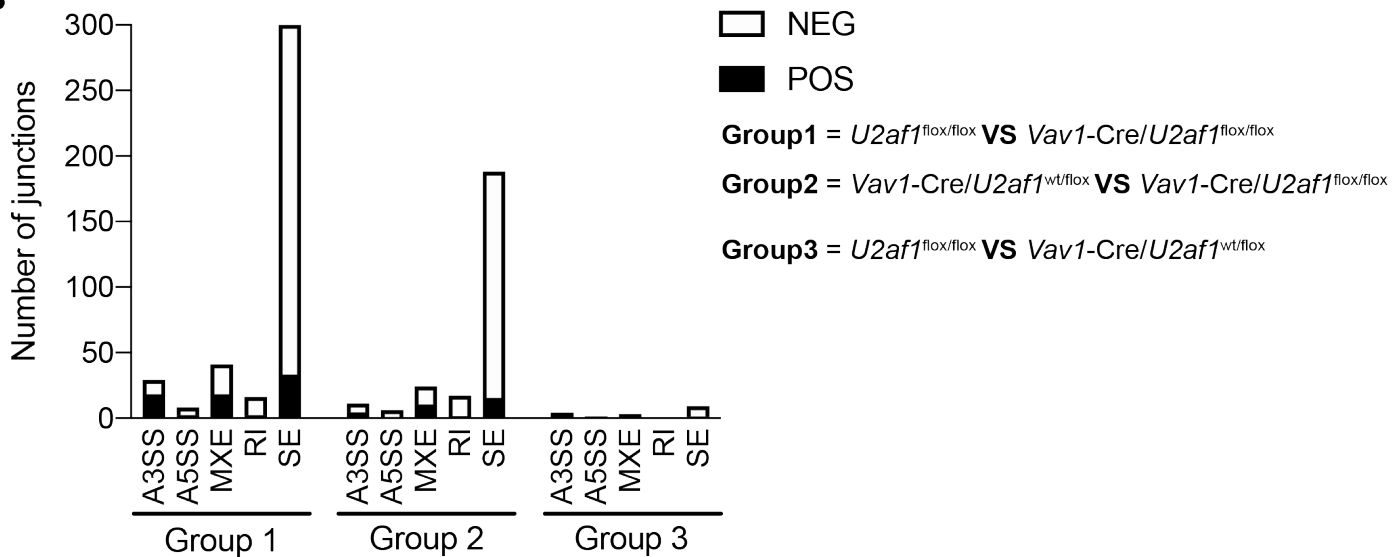 300
250
200
150
100
50
0
Number of junctions
A3SS
A5SS
MXE
RI
SE
A3SS
A5SS
MXE
RI
SE
A3SS
A5SS
MXE
RI
SE
Group 1
Group 2
Group 3
NEG
POS
Group1 = U2af1flox/flox VS Vav1-Cre/U2af1flox/flox
Group2 = Vav1-Cre/U2af1wt/flox VS Vav1-Cre/U2af1flox/flox
Group3 = U2af1flox/flox VS Vav1-Cre/U2af1wt/flox